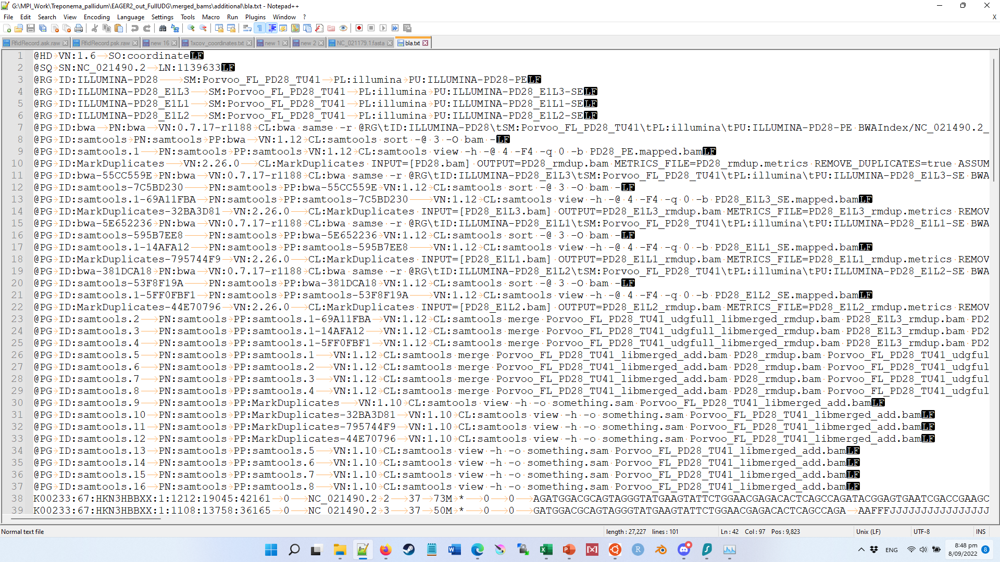 G:\MPI_Work\Treponema_pallidum\EAGER2_out_FullUDG\merged_bams\additional\bla.txt - Notepad++
File Edit Search View Encoding Language Settings Tools Macro Run Plugins Window ? X
RfidRecord.ask.raw RfidRecord.psk.raw new 16 1xcov_coordinates.txt new 1 new 2 NC_021179.1.fasta bla.txt
1 @HD VN:1.6 SO:coordinate LF
2 @SQ SN:NC_021490.2 LN:1139633 LF
3 @RG ID:ILLUMINA-PD28 SM:Porvoo_FL_PD28_TU41 PL:illumina PU:ILLUMINA-PD28-PE LF
4 @RG ID:ILLUMINA-PD28_E1L3 SM:Porvoo_FL_PD28_TU41 PL:illumina PU:ILLUMINA-PD28_E1L3-SE LF
5 @RG ID:ILLUMINA-PD28_E1L1 SM:Porvoo_FL_PD28_TU41 PL:illumina PU:ILLUMINA-PD28_E1L1-SE LF
6 @RG ID:ILLUMINA-PD28_E1L2 SM:Porvoo_FL_PD28_TU41 PL:illumina PU:ILLUMINA-PD28_E1L2-SE LF
7 @PG ID:bwa PN:bwa VN:0.7.17-r1188 CL:bwa samse -r @RG\tID:ILLUMINA-PD28\tSM:Porvoo_FL_PD28_TU41\tPL:illumina\tPU:ILLUMINA-PD28-PE BWAIndex/NC_021490.2_
8 @PG ID:samtools PN:samtools PP:bwa VN:1.12 CL:samtools sort -@ 3 -O bam - LF
9 @PG ID:samtools.1 PN:samtools PP:samtools VN:1.12 CL:samtools view -h -@ 4 -F4 -q 0 -b PD28_PE.mapped.bam LF
10 @PG ID:MarkDuplicates VN:2.26.0 CL:MarkDuplicates INPUT=[PD28.bam] OUTPUT=PD28_rmdup.bam METRICS_FILE=PD28_rmdup.metrics REMOVE_DUPLICATES=true ASSUM
11 @PG ID:bwa-55CC559E PN:bwa VN:0.7.17-r1188 CL:bwa samse -r @RG\tID:ILLUMINA-PD28_E1L3\tSM:Porvoo_FL_PD28_TU41\tPL:illumina\tPU:ILLUMINA-PD28_E1L3-SE BWA
12 @PG ID:samtools-7C5BD230 PN:samtools PP:bwa-55CC559E VN:1.12 CL:samtools sort -@ 3 -O bam - LF
13 @PG ID:samtools.1-69A11FBA PN:samtools PP:samtools-7C5BD230 VN:1.12 CL:samtools view -h -@ 4 -F4 -q 0 -b PD28_E1L3_SE.mapped.bam LF
14 @PG ID:MarkDuplicates-32BA3D81 VN:2.26.0 CL:MarkDuplicates INPUT=[PD28_E1L3.bam] OUTPUT=PD28_E1L3_rmdup.bam METRICS_FILE=PD28_E1L3_rmdup.metrics REMOV
15 @PG ID:bwa-5E652236 PN:bwa VN:0.7.17-r1188 CL:bwa samse -r @RG\tID:ILLUMINA-PD28_E1L1\tSM:Porvoo_FL_PD28_TU41\tPL:illumina\tPU:ILLUMINA-PD28_E1L1-SE BWA
16 @PG ID:samtools-595B7EE8 PN:samtools PP:bwa-5E652236 VN:1.12 CL:samtools sort -@ 3 -O bam - LF
17 @PG ID:samtools.1-14AFA12 PN:samtools PP:samtools-595B7EE8 VN:1.12 CL:samtools view -h -@ 4 -F4 -q 0 -b PD28_E1L1_SE.mapped.bam LF
18 @PG ID:MarkDuplicates-795744F9 VN:2.26.0 CL:MarkDuplicates INPUT=[PD28_E1L1.bam] OUTPUT=PD28_E1L1_rmdup.bam METRICS_FILE=PD28_E1L1_rmdup.metrics REMOV
19 @PG ID:bwa-381DCA18 PN:bwa VN:0.7.17-r1188 CL:bwa samse -r @RG\tID:ILLUMINA-PD28_E1L2\tSM:Porvoo_FL_PD28_TU41\tPL:illumina\tPU:ILLUMINA-PD28_E1L2-SE BWA
20 @PG ID:samtools-53F8F19A PN:samtools PP:bwa-381DCA18 VN:1.12 CL:samtools sort -@ 3 -O bam - LF
21 @PG ID:samtools.1-5FF0FBF1 PN:samtools PP:samtools-53F8F19A VN:1.12 CL:samtools view -h -@ 4 -F4 -q 0 -b PD28_E1L2_SE.mapped.bam LF
22 @PG ID:MarkDuplicates-44E70796 VN:2.26.0 CL:MarkDuplicates INPUT=[PD28_E1L2.bam] OUTPUT=PD28_E1L2_rmdup.bam METRICS_FILE=PD28_E1L2_rmdup.metrics REMOV
23 @PG ID:samtools.2 PN:samtools PP:samtools.1-69A11FBA VN:1.12 CL:samtools merge Porvoo_FL_PD28_TU41_udgfull_libmerged_rmdup.bam PD28_E1L3_rmdup.bam PD2
24 @PG ID:samtools.3 PN:samtools PP:samtools.1-14AFA12 VN:1.12 CL:samtools merge Porvoo_FL_PD28_TU41_udgfull_libmerged_rmdup.bam PD28_E1L3_rmdup.bam PD2
25 @PG ID:samtools.4 PN:samtools PP:samtools.1-5FF0FBF1 VN:1.12 CL:samtools merge Porvoo_FL_PD28_TU41_udgfull_libmerged_rmdup.bam PD28_E1L3_rmdup.bam PD2
26 @PG ID:samtools.5 PN:samtools PP:samtools.1 VN:1.12 CL:samtools merge Porvoo_FL_PD28_TU41_libmerged_add.bam PD28_rmdup.bam Porvoo_FL_PD28_TU41_udgful
27 @PG ID:samtools.6 PN:samtools PP:samtools.2 VN:1.12 CL:samtools merge Porvoo_FL_PD28_TU41_libmerged_add.bam PD28_rmdup.bam Porvoo_FL_PD28_TU41_udgful
28 @PG ID:samtools.7 PN:samtools PP:samtools.3 VN:1.12 CL:samtools merge Porvoo_FL_PD28_TU41_libmerged_add.bam PD28_rmdup.bam Porvoo_FL_PD28_TU41_udgful
29 @PG ID:samtools.8 PN:samtools PP:samtools.4 VN:1.12 CL:samtools merge Porvoo_FL_PD28_TU41_libmerged_add.bam PD28_rmdup.bam Porvoo_FL_PD28_TU41_udgful
30 @PG ID:samtools.9 PN:samtools PP:MarkDuplicates VN:1.10 CL:samtools view -h -o something.sam Porvoo_FL_PD28_TU41_libmerged_add.bam LF
31 @PG ID:samtools.10 PN:samtools PP:MarkDuplicates-32BA3D81 VN:1.10 CL:samtools view -h -o something.sam Porvoo_FL_PD28_TU41_libmerged_add.bam LF
32 @PG ID:samtools.11 PN:samtools PP:MarkDuplicates-795744F9 VN:1.10 CL:samtools view -h -o something.sam Porvoo_FL_PD28_TU41_libmerged_add.bam LF
33 @PG ID:samtools.12 PN:samtools PP:MarkDuplicates-44E70796 VN:1.10 CL:samtools view -h -o something.sam Porvoo_FL_PD28_TU41_libmerged_add.bam LF
34 @PG ID:samtools.13 PN:samtools PP:samtools.5 VN:1.10 CL:samtools view -h -o something.sam Porvoo_FL_PD28_TU41_libmerged_add.bam LF
35 @PG ID:samtools.14 PN:samtools PP:samtools.6 VN:1.10 CL:samtools view -h -o something.sam Porvoo_FL_PD28_TU41_libmerged_add.bam LF
36 @PG ID:samtools.15 PN:samtools PP:samtools.7 VN:1.10 CL:samtools view -h -o something.sam Porvoo_FL_PD28_TU41_libmerged_add.bam LF
37 @PG ID:samtools.16 PN:samtools PP:samtools.8 VN:1.10 CL:samtools view -h -o something.sam Porvoo_FL_PD28_TU41_libmerged_add.bam LF
38 K00233:67:HKN3HBBXX:1:1212:19045:42161 0 NC_021490.2 2 37 73M * 0 0 AGATGGACGCAGTAGGGTATGAAGTATTCTGGAACGAGACACTCAGCCAGATACGGAGTGAATCGACCGAAGC
39 K00233:67:HKN3HBBXX:1:1108:13758:36165 0 NC_021490.2 3 37 50M * 0 0 GATGGACGCAGTAGGGTATGAAGTATTCTGGAACGAGACACTCAGCCAGA AAFFFJJJJJJJJJJJJJJJJ
Normal text file length : 27,227 lines : 101 Ln : 42 Col : 97 Pos : 9,823 Unix (LF) UTF-8 INS
ENG 8:48 pm 8
8/09/2022